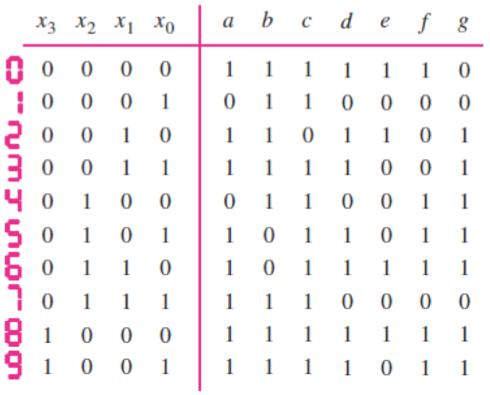 x₃ x₂ x₁ x₀ a b c d e f g
0 0 0 0 0 1 1 1 1 1 1 0
1 0 0 0 1 0 1 1 0 0 0 0
2 0 0 1 0 1 1 0 1 1 0 1
3 0 0 1 1 1 1 1 1 0 0 1
4 0 1 0 0 0 1 1 0 0 1 1
5 0 1 0 1 1 0 1 1 0 1 1
6 0 1 1 0 1 0 1 1 1 1 1
7 0 1 1 1 1 1 1 0 0 0 0
8 1 0 0 0 1 1 1 1 1 1 1
9 1 0 0 1 1 1 1 1 0 1 1